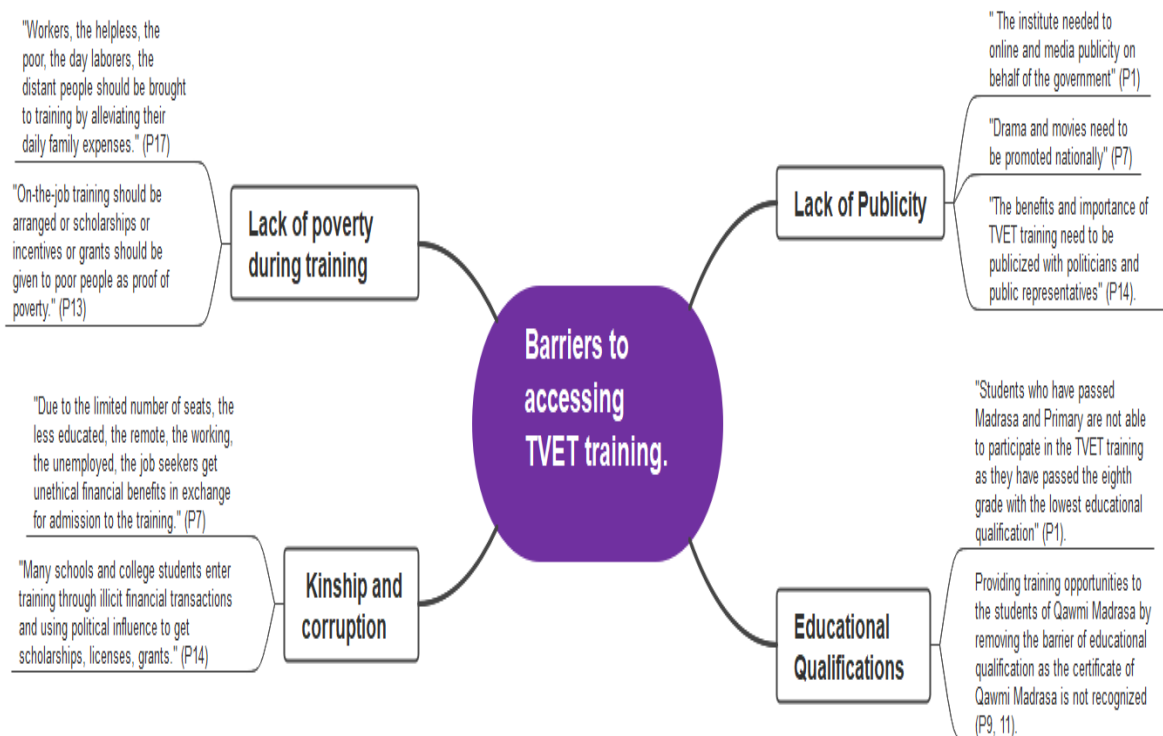 "Workers, the helpless, the
poor, the day laborers, the
distant people should be brought
to training by alleviating their
daily family expenses." (P17)
"On-the-job training should be
arranged or scholarships or
incentives or grants should be
given to poor people as proof of
poverty." (P13)
Lack of poverty
during training
"Due to the limited number of seats, the
less educated, the remote, the working,
the unemployed, the job seekers get
unethical financial benefits in exchange
for admission to the training." (P7)
"Many schools and college students enter
training through illicit financial transactions
and using political influence to get
scholarships, licenses, grants." (P14)
Kinship and
corruption
Barriers to
accessing
TVET training.
" The institute needed to
online and media publicity on
behalf of the government" (P1)
"Drama and movies need to
be promoted nationally" (P7)
"The benefits and importance of
TVET training need to be
publicized with politicians and
public representatives" (P14).
Lack of Publicity
"Students who have passed
Madrasa and Primary are not able
to participate in the TVET training
as they have passed the eighth
grade with the lowest educational
qualification" (P1).
Providing training opportunities to
the students of Qawmi Madrasa by
removing the barrier of educational
qualification as the certificate of
Qawmi Madrasa is not recognized
(P9, 11).
Educational
Qualifications